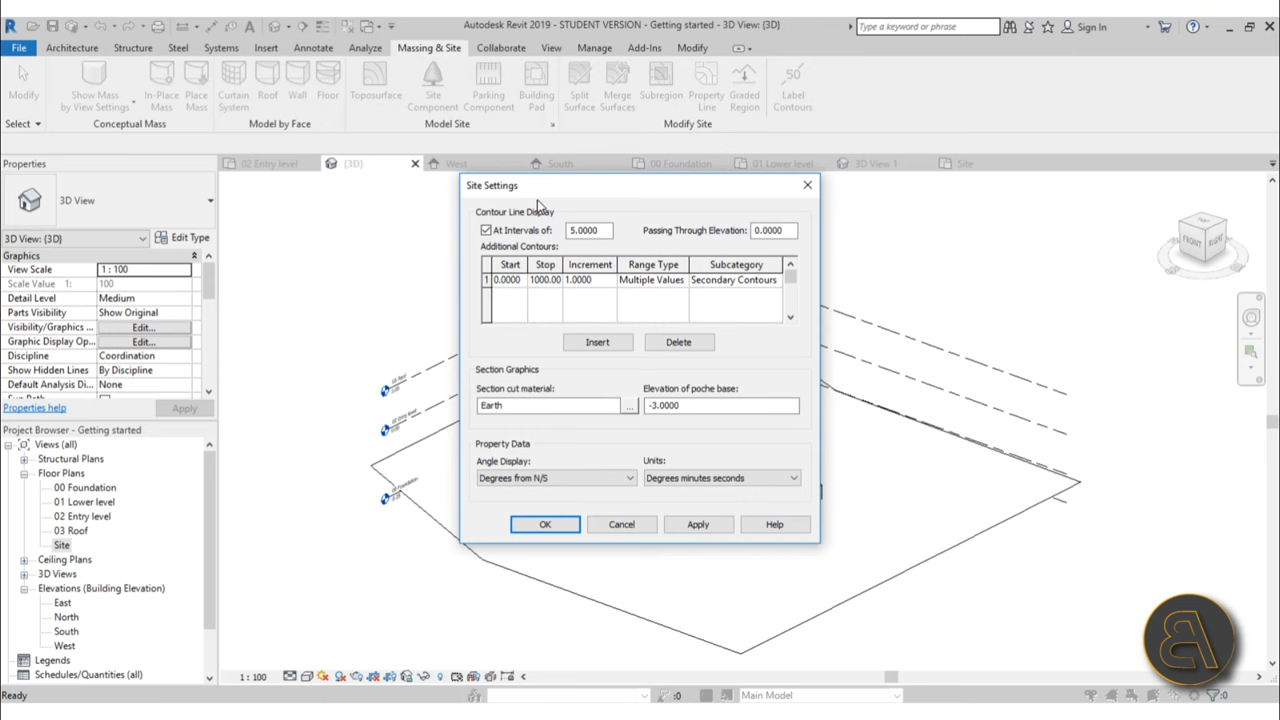 Autodesk Revit 2019 - STUDENT VERSION - Getting started - 3D View: {3D}
Type a keyword or phrase
Sign In
File Architecture Structure Steel Systems Insert Annotate Analyze Massing & Site Collaborate View Manage Add-Ins Modify
Modify
Show Mass
by View Settings
In-Place
Mass
Place
Mass
Curtain
System
Roof
Wall
Floor
Toposurface
Site
Component
Parking
Component
Building
Pad
Split
Surface
Merge
Surfaces
Subregion
Property
Line
Graded
Region
50
Label
Contours
Select
Conceptual Mass
Model by Face
Model Site
Modify Site
Properties
02 Entry level
{3D}
West
South
00 Foundation
01 Lower level
3D View 1
Site
3D View
3D View: {3D}
Edit Type
Graphics
View Scale 1 : 100
Scale Value 1: 100
Detail Level Medium
Parts Visibility Show Original
Visibility/Graphics ... Edit...
Graphic Display Op... Edit...
Discipline Coordination
Show Hidden Lines By Discipline
Default Analysis Di... None
Properties help
Apply
Project Browser - Getting started
Views (all)
Structural Plans
Floor Plans
00 Foundation
01 Lower level
02 Entry level
03 Roof
Site
Ceiling Plans
3D Views
Elevations (Building Elevation)
East
North
South
West
Legends
Schedules/Quantities (all)
Site Settings
Contour Line Display
At Intervals of: 5.0000
Passing Through Elevation: 0.0000
Additional Contours:
Start Stop Increment Range Type Subcategory
1 0.0000 1000.00 1.0000 Multiple Values Secondary Contours
Insert
Delete
Section Graphics
Section cut material: Elevation of poche base:
Earth ... -3.0000
Property Data
Angle Display: Units:
Degrees from N/S Degrees minutes seconds
OK Cancel Apply Help
FRONT
RIGHT
1 : 100
Ready
:0
Main Model
:0